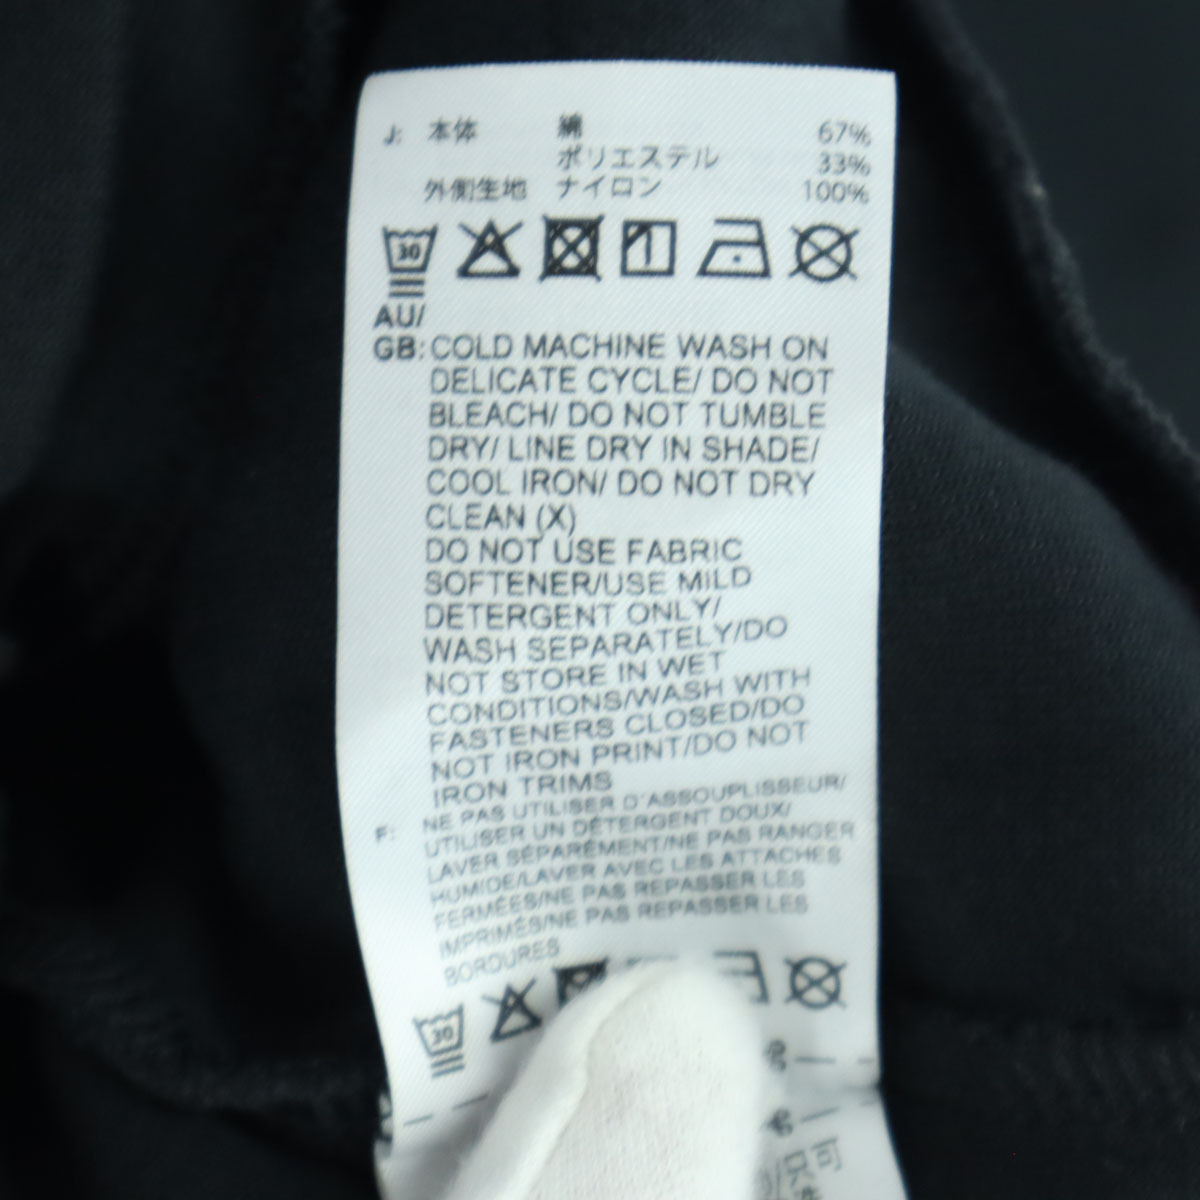 J: 本体 綿 67%
ポリエステル 33%
外側生地 ナイロン 100%
30 1
AU/
GB: COLD MACHINE WASH ON
DELICATE CYCLE/ DO NOT
BLEACH/ DO NOT TUMBLE
DRY/ LINE DRY IN SHADE/
COOL IRON/ DO NOT DRY
CLEAN (X)
DO NOT USE FABRIC
SOFTENER/USE MILD
DETERGENT ONLY/
WASH SEPARATELY/DO
NOT STORE IN WET
CONDITIONS/WASH WITH
FASTENERS CLOSED/DO
NOT IRON PRINT/DO NOT
IRON TRIMS
F: NE PAS UTILISER D'ASSOUPLISSEUR/
UTILISER UN DÉTERGENT DOUX/
LAVER SÉPARÉMENT/NE PAS RANGER
HUMIDE/LAVER AVEC LES ATTACHES
FERMÉES/NE PAS REPASSER LES
IMPRIMÉS/NE PAS REPASSER LES
BORDURES
30
可